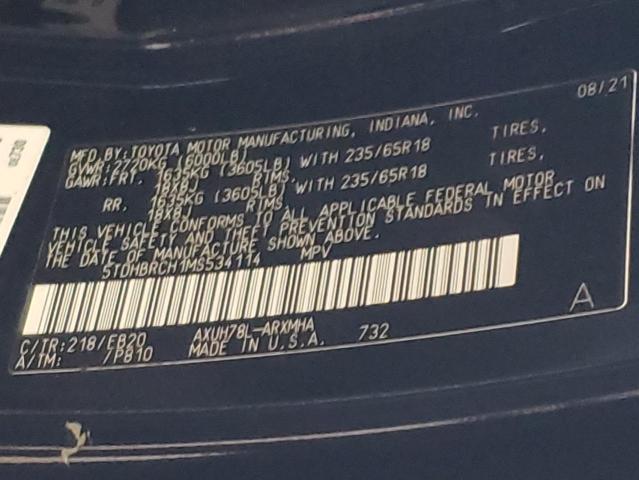 08/21
MFD.BY:TOYOTA MOTOR MANUFACTURING, INDIANA, INC.
GVWR:2720KG (6000LB)
GAWR:FRT. 1635KG (3605LB) WITH 235/65R18 TIRES,
18X8J RIMS.
RR. 1635KG (3605LB) WITH 235/65R18 TIRES,
18X8J RIMS.
THIS VEHICLE CONFORMS TO ALL APPLICABLE FEDERAL MOTOR
VEHICLE SAFETY AND THEFT PREVENTION STANDARDS IN EFFECT ON
THE DATE OF MANUFACTURE SHOWN ABOVE.
5TDHBRCH1MS534114 MPV
C/TR:218/EB20 AXUH78L-ARXMHA A
A/TM: /P810 MADE IN U.S.A. 732